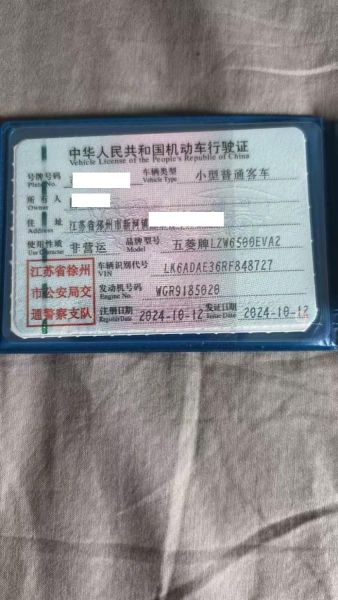 中华人民共和国机动车行驶证
Vehicle License of the People's Republic of China
号牌号码 Plate No. 车辆类型 Vehicle Type 小型普通客车
所有人 Owner
住址 Address 江苏省邳州市新河镇
使用性质 Use Character 非营运 品牌型号 Model 五菱牌LZW6500EVA2
江苏省徐州市公安局交通警察支队
车辆识别代号 VIN LK6ADAE36RF848727
发动机号码 Engine No. WGR9185028
注册日期 Register Date 2024-10-12 发证日期 Issue Date 2024-10-12